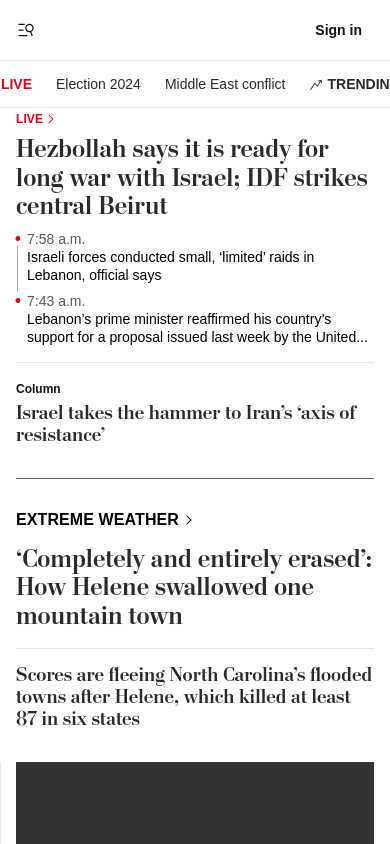 Sign in
LIVE Election 2024 Middle East conflict TRENDIN
LIVE
Hezbollah says it is ready for
long war with Israel; IDF strikes
central Beirut
7:58 a.m.
Israeli forces conducted small, ‘limited’ raids in
Lebanon, official says
7:43 a.m.
Lebanon’s prime minister reaffirmed his country’s
support for a proposal issued last week by the United...
Column
Israel takes the hammer to Iran’s ‘axis of
resistance’
EXTREME WEATHER
‘Completely and entirely erased’:
How Helene swallowed one
mountain town
Scores are fleeing North Carolina’s flooded
towns after Helene, which killed at least
87 in six states